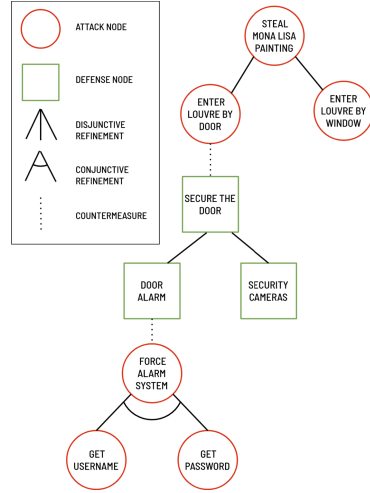 ATTACK NODE
DEFENSE NODE
DISJUNCTIVE
REFINEMENT
CONJUNCTIVE
REFINEMENT
COUNTERMEASURE
STEAL
MONA LISA
PAINTING
ENTER
LOUVRE BY
DOOR
ENTER
LOUVRE BY
WINDOW
SECURE THE
DOOR
DOOR
ALARM
SECURITY
CAMERAS
FORCE
ALARM
SYSTEM
GET
USERNAME
GET
PASSWORD